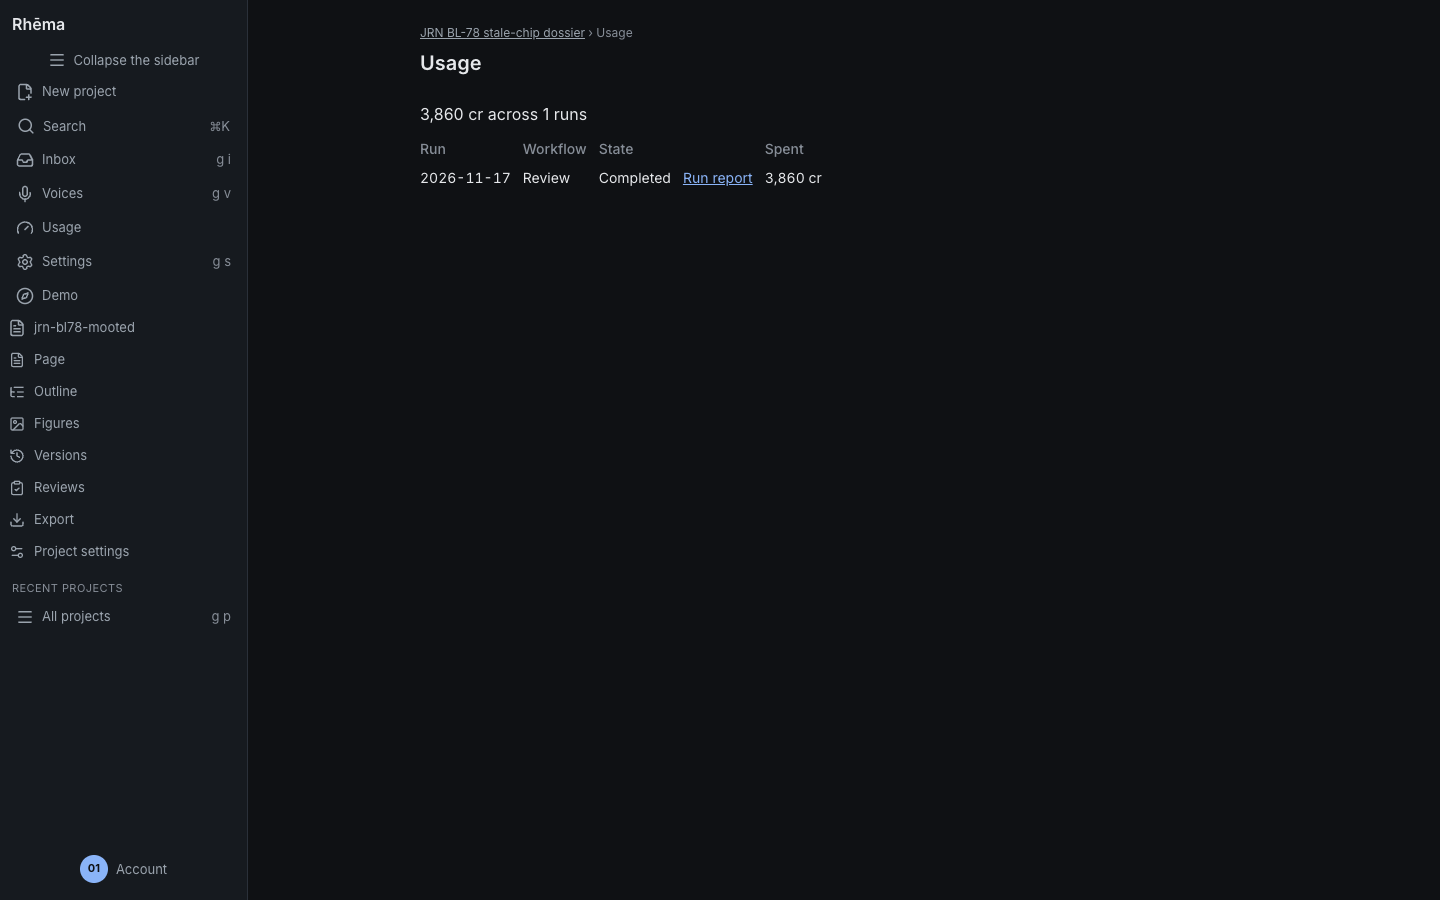 Rhēma
Collapse the sidebar
New project
Search ⌘K
Inbox g i
Voices g v
Usage
Settings g s
Demo
jrn-bl78-mooted
Page
Outline
Figures
Versions
Reviews
Export
Project settings
RECENT PROJECTS
All projects g p
01 Account
JRN BL-78 stale-chip dossier › Usage
Usage
3,860 cr across 1 runs
Run Workflow State Spent
2026-11-17 Review Completed Run report 3,860 cr